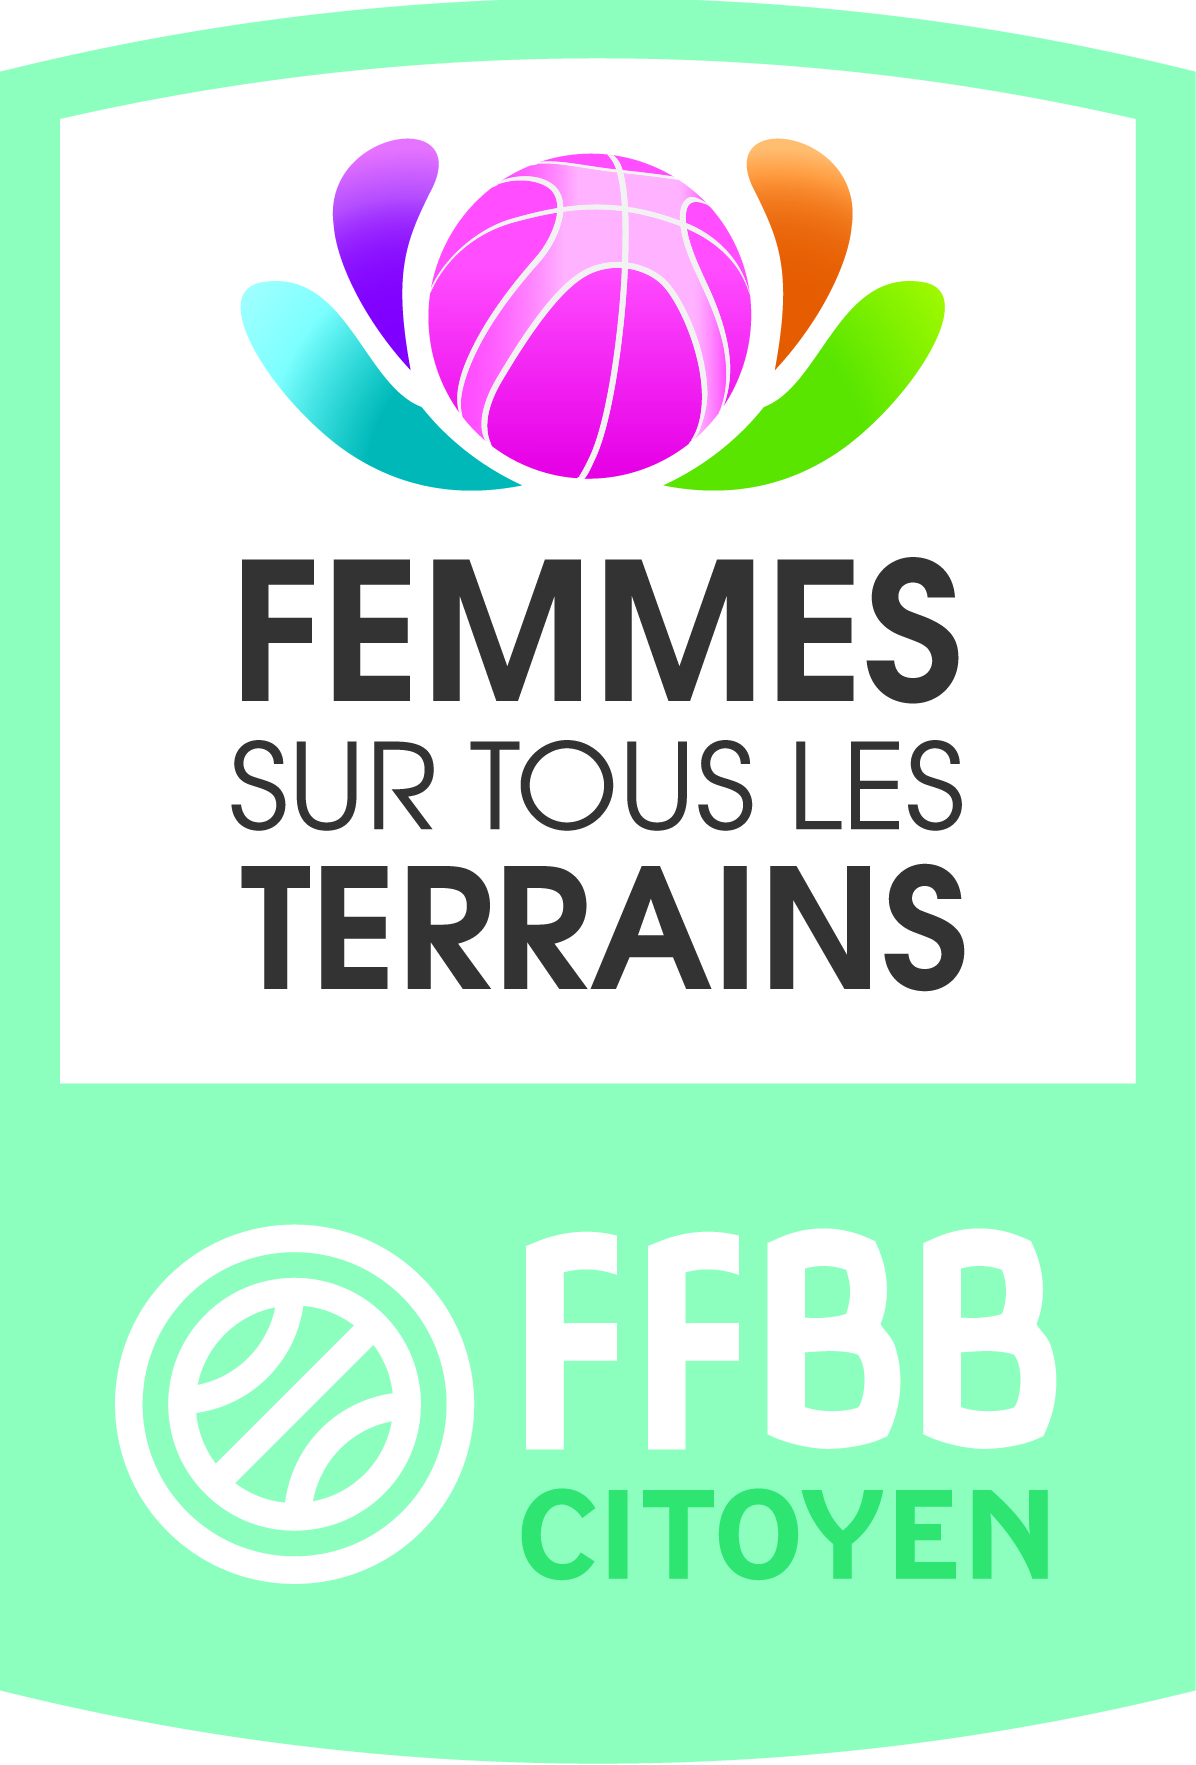 FEMMES
SUR TOUS LES
TERRAINS
FFBB
CITOYEN